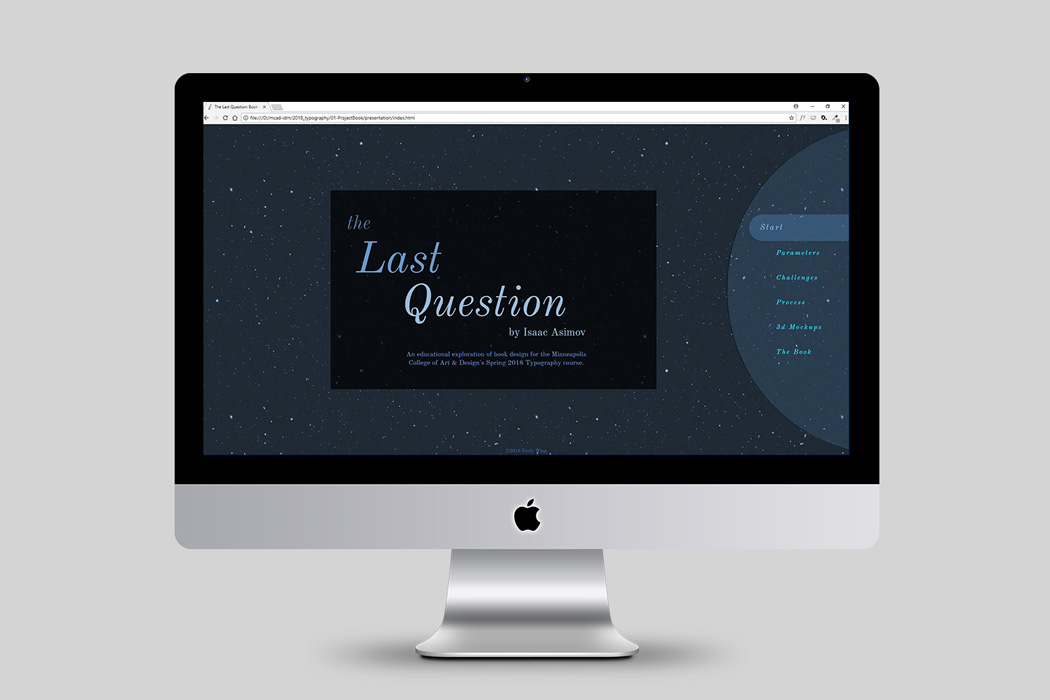 The Last Question: Book
file:///D:/mcad-idm/2018_typography/01-ProjectBook/presentation/index.html
the
Last
Question
by Isaac Asimov
An educational exploration of book design for the Minneapolis
College of Art & Design's Spring 2018 Typography course.
Start
Parameters
Challenges
Process
3d Mockups
The Book